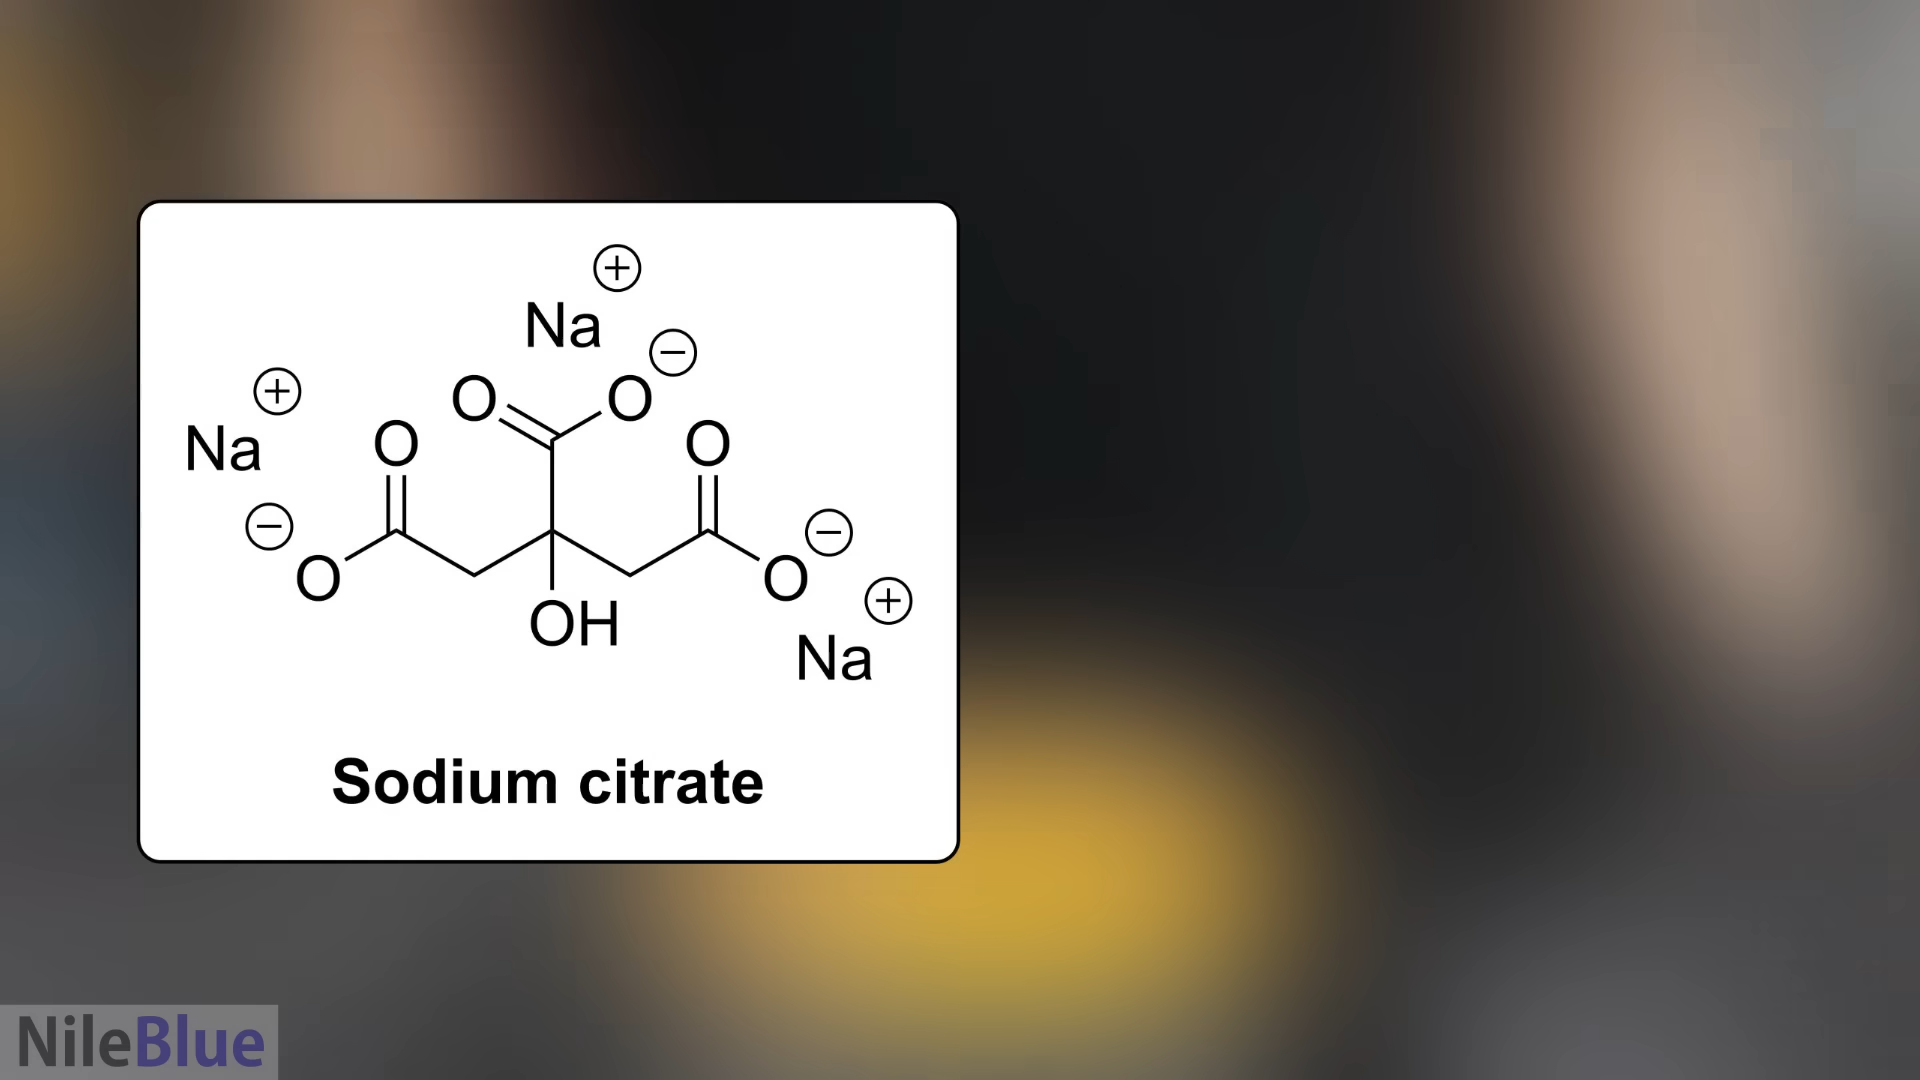 Na⊕
O O⊖
Na⊕ O O
⊖O O⊖
OH Na⊕
Sodium citrate
NileBlue